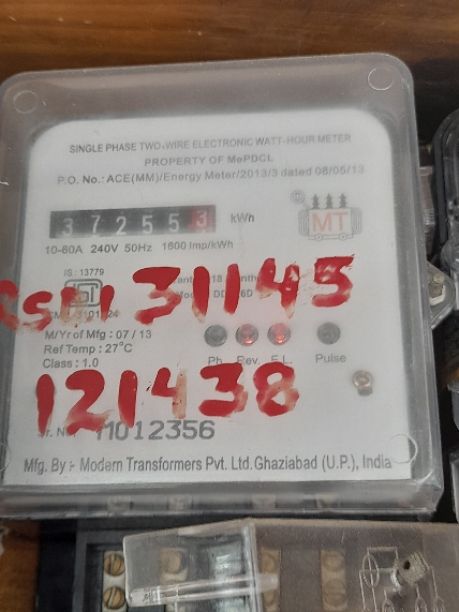 SINGLE PHASE TWO-WIRE ELECTRONIC WATT-HOUR METER
PROPERTY OF MePDCL
P.O. No.: ACE(MM)/Energy Meter/2013/3 dated 08/05/13
372553 kWh
MT
10-60A 240V 50Hz 1600 Imp/kWh
IS : 13779
31145
M/Yr of Mfg : 07 / 13
Ref Temp : 27°C
Class : 1.0
Ph Rev. E.L. Pulse
121438
Sr. No. 11012356
Mfg. By :- Modern Transformers Pvt. Ltd. Ghaziabad (U.P.), India